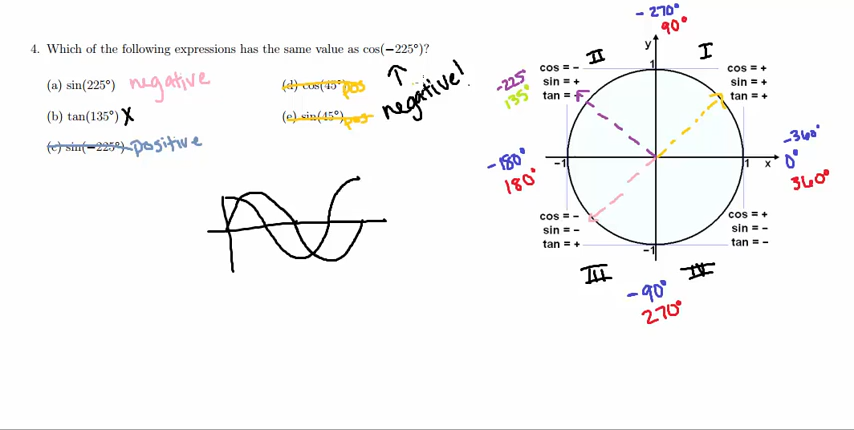 4. Which of the following expressions has the same value as cos(−225°)?
(a) sin(225°) negative
(b) tan(135°) X
(c) sin(−225°) positive
(d) cos(45°) pos
(e) sin(45°) pos
↑
negative!
-270°
90°
y
II
I
cos = -
sin = +
tan = +
cos = +
sin = +
tan = +
-225
135°
1
-180°
180°
−1
1
x
-360°
0°
360°
cos = -
sin = -
tan = +
cos = +
sin = -
tan = -
−1
III
IV
-90°
270°